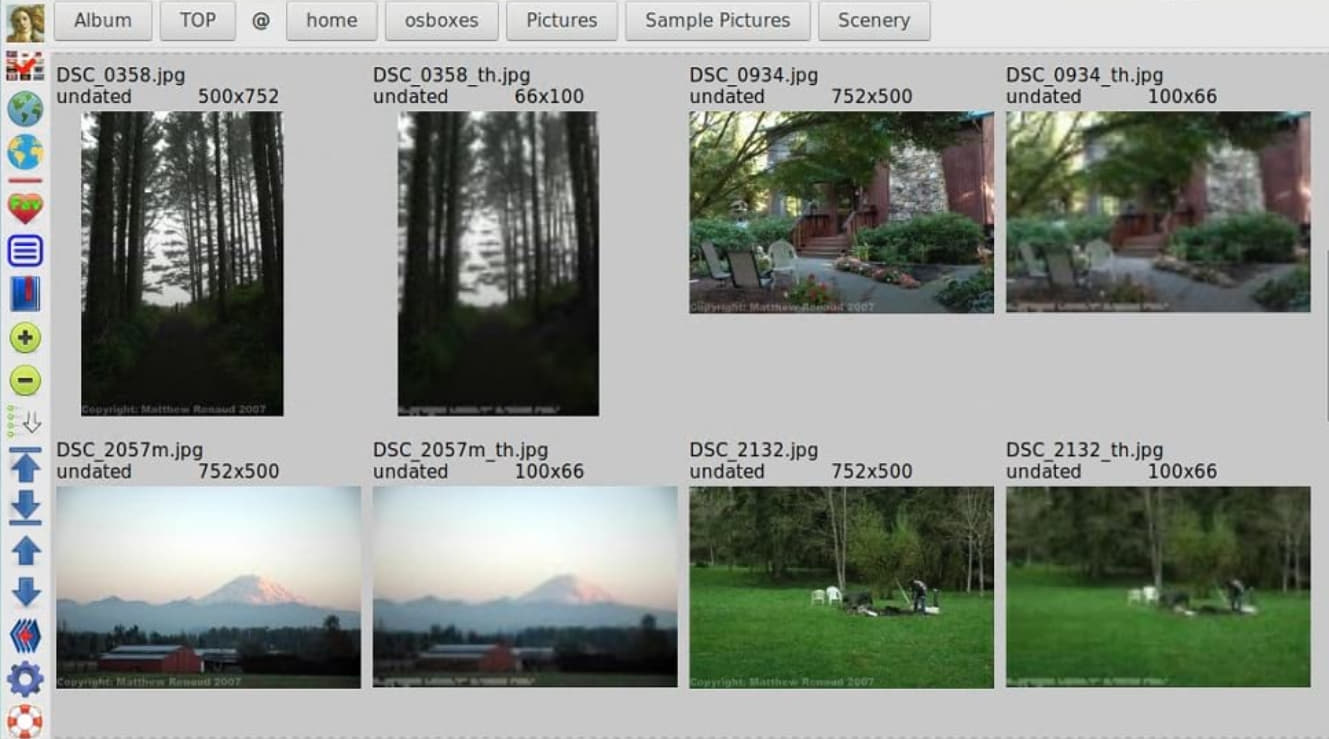 Album TOP @ home osboxes Pictures Sample Pictures Scenery
Fav
DSC_0358.jpg
undated 500x752
DSC_0358_th.jpg
undated 66x100
DSC_0934.jpg
undated 752x500
DSC_0934_th.jpg
undated 100x66
Copyright: Matthew Renaud 2007
Copyright: Matthew Renaud 2007
DSC_2057m.jpg
undated 752x500
DSC_2057m_th.jpg
undated 100x66
DSC_2132.jpg
undated 752x500
DSC_2132_th.jpg
undated 100x66
Copyright: Matthew Renaud 2007
Copyright: Matthew Renaud 2007